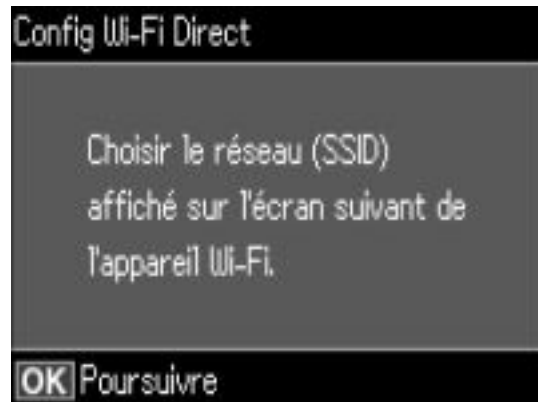 Config Wi-Fi Direct
Choisir le réseau (SSID)
affiché sur l'écran suivant de
l'appareil Wi-Fi.
OK Poursuivre